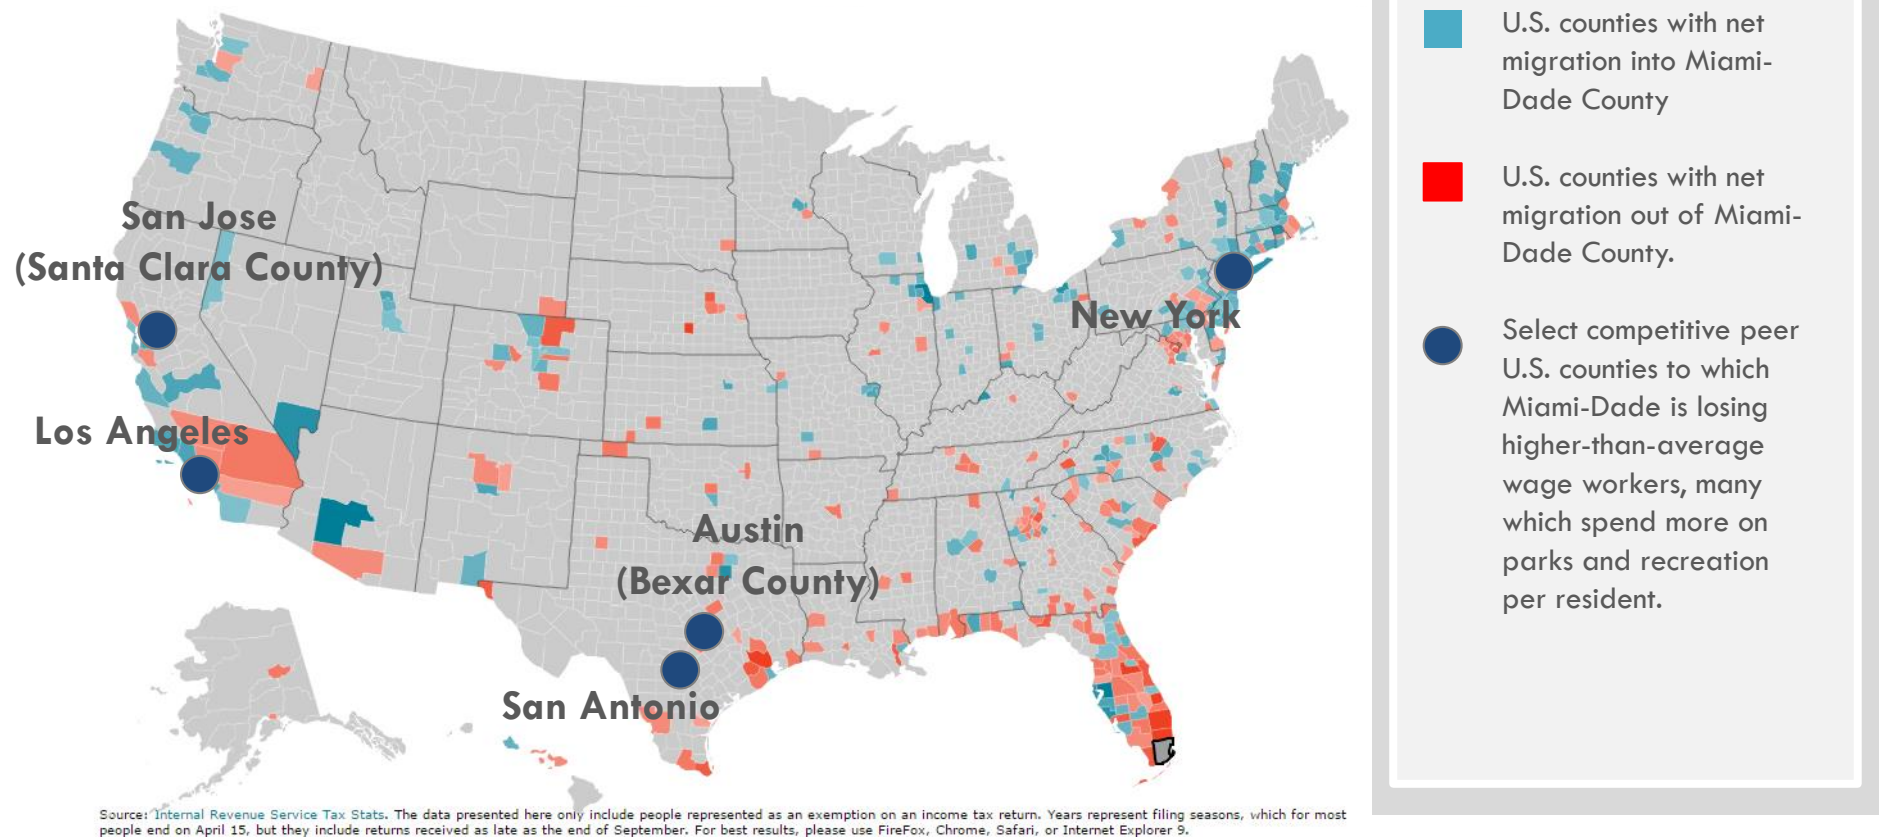 San Jose
(Santa Clara County)
Los Angeles
New York
Austin
(Bexar County)
San Antonio
U.S. counties with net
migration into Miami-
Dade County
U.S. counties with net
migration out of Miami-
Dade County.
Select competitive peer
U.S. counties to which
Miami-Dade is losing
higher-than-average
wage workers, many
which spend more on
parks and recreation
per resident.
Source: Internal Revenue Service Tax Stats. The data presented here only include people represented as an exemption on an income tax return. Years represent filing seasons, which for most
people end on April 15, but they include returns received as late as the end of September. For best results, please use FireFox, Chrome, Safari, or Internet Explorer 9.